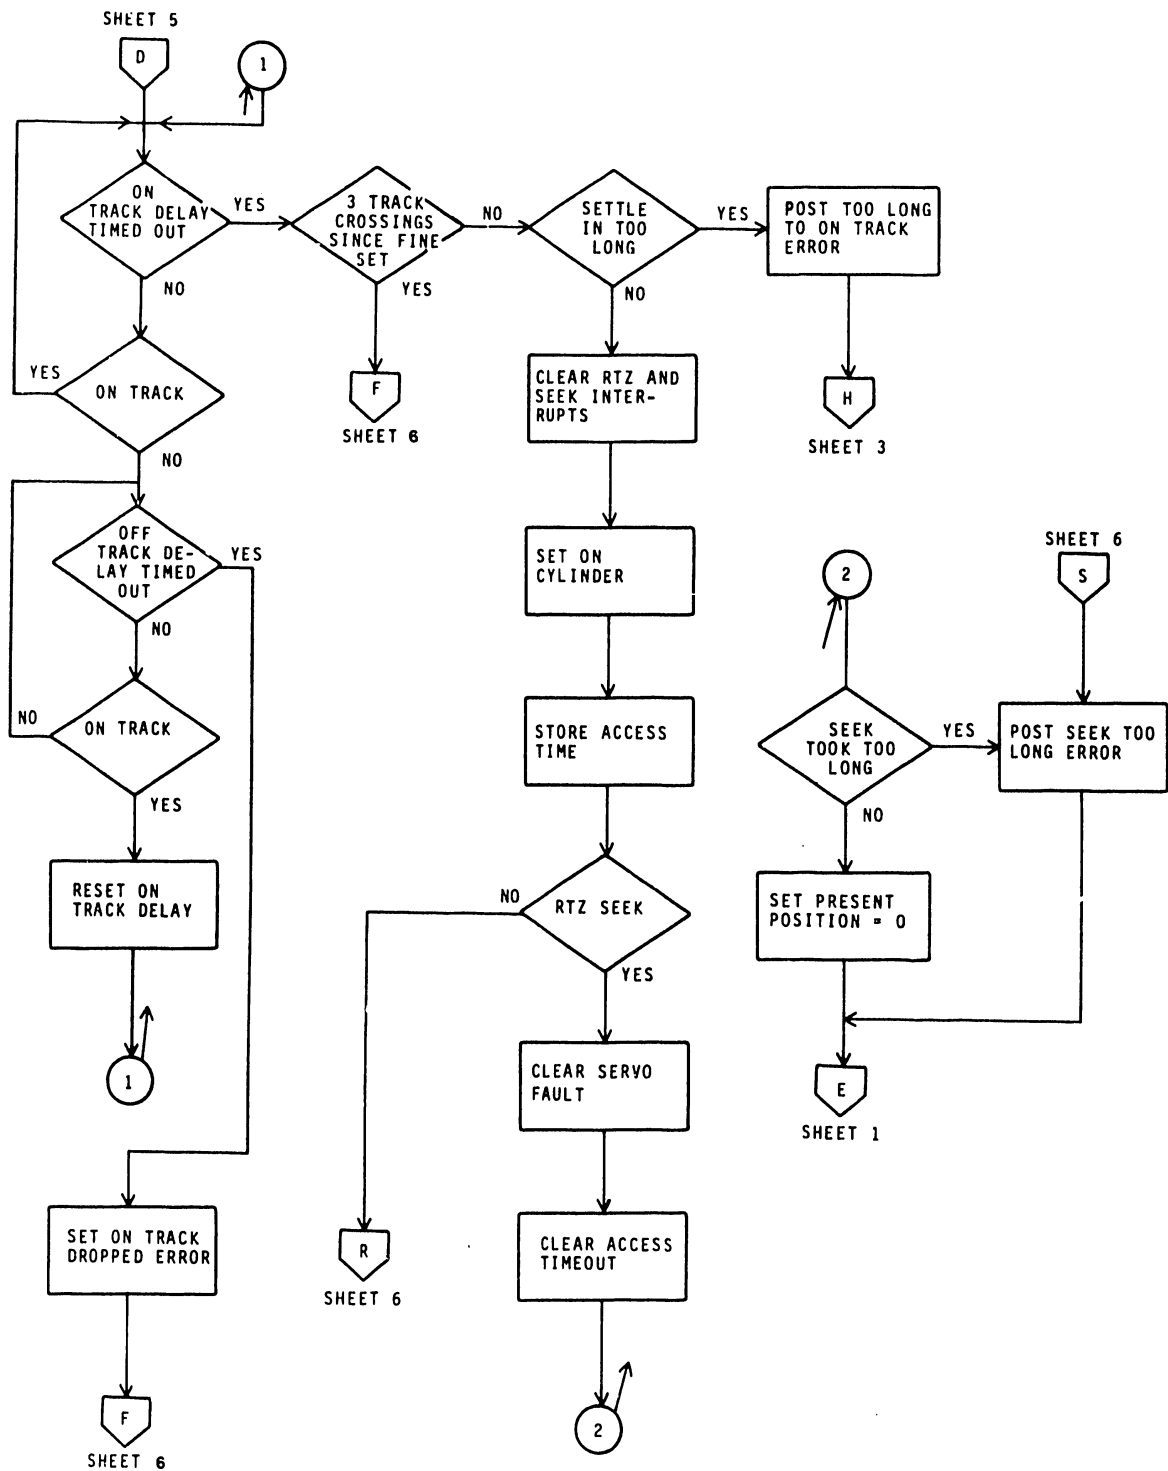 SHEET 5
D
1
ON
TRACK DELAY
TIMED OUT
YES
NO
3 TRACK
CROSSINGS
SINCE FINE
SET
NO
YES
F
SHEET 6
SETTLE
IN TOO
LONG
YES
NO
POST TOO LONG
TO ON TRACK
ERROR
H
SHEET 3
YES
ON TRACK
NO
OFF
TRACK DE-
LAY TIMED
OUT
YES
NO
NO
ON TRACK
YES
RESET ON
TRACK DELAY
1
SET ON TRACK
DROPPED ERROR
F
SHEET 6
CLEAR RTZ AND
SEEK INTER-
RUPTS
SET ON
CYLINDER
STORE ACCESS
TIME
NO
RTZ SEEK
YES
R
SHEET 6
CLEAR SERVO
FAULT
CLEAR ACCESS
TIMEOUT
2
2
SEEK
TOOK TOO
LONG
YES
NO
SHEET 6
S
POST SEEK TOO
LONG ERROR
SET PRESENT
POSITION = 0
E
SHEET 1